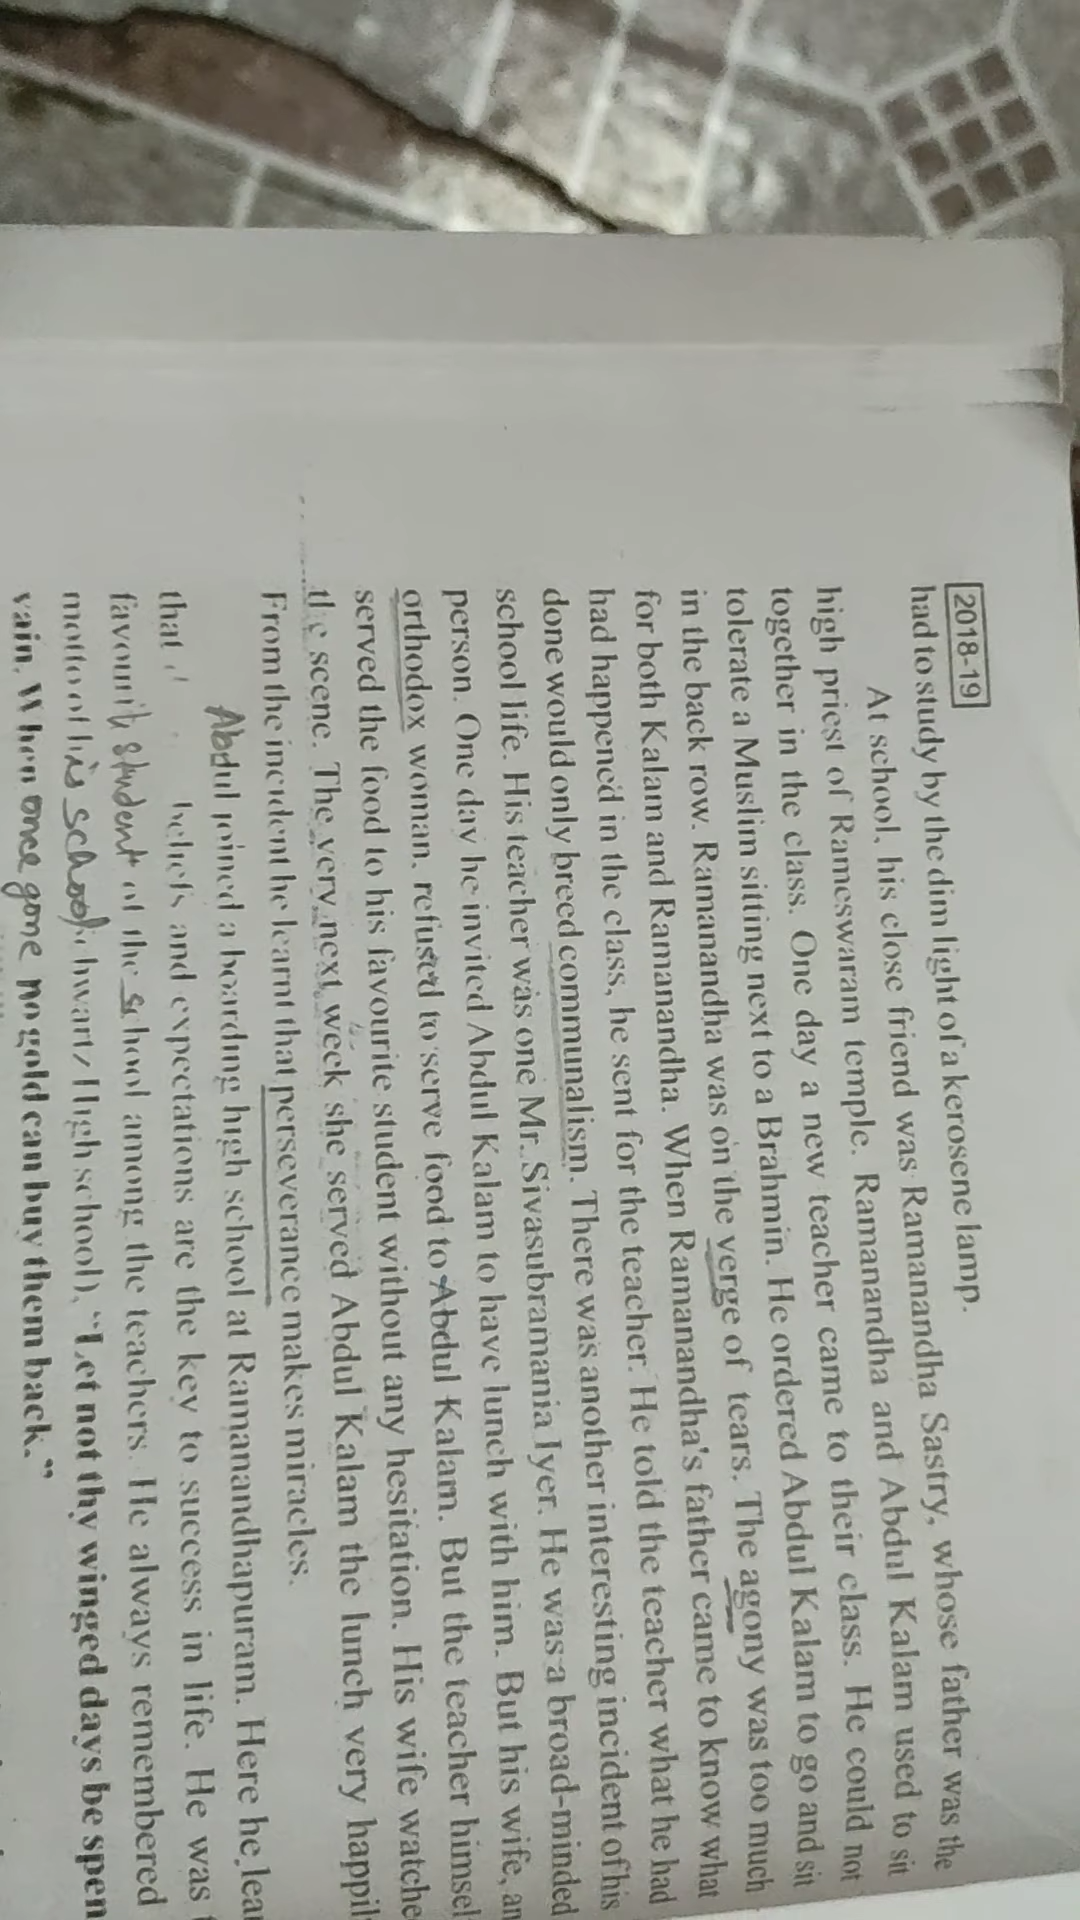 2018-19
had to study by the dim light of a kerosene lamp.
At school, his close friend was Ramanandha Sastry, whose father was the
high priest of Rameswaram temple. Ramanandha and Abdul Kalam used to sit
together in the class. One day a new teacher came to their class. He could not
tolerate a Muslim sitting next to a Brahmin. He ordered Abdul Kalam to go and sit
in the back row. Ramanandha was on the verge of tears. The agony was too much
for both Kalam and Ramanandha. When Ramanandha's father came to know what
had happened in the class, he sent for the teacher. He told the teacher what he had
done would only breed communalism. There was another interesting incident of his
school life. His teacher was one Mr. Sivasubramania Iyer. He was a broad-minded
person. One day he invited Abdul Kalam to have lunch with him. But his wife, an
orthodox woman, refused to serve food to Abdul Kalam. But the teacher himsel
served the food to his favourite student without any hesitation. His wife watche
the scene. The very next week she served Abdul Kalam the lunch very happil
From the incident he learnt that perseverance makes miracles.
Abdul joined a boarding high school at Ramanandhapuram. Here he lear
that beliefs and expectations are the key to success in life. He was
favourite student of the school among the teachers. He always remembered
motto of his school, hwartz High school), "Let not thy winged days be spen
vain. When once gone no gold can buy them back."